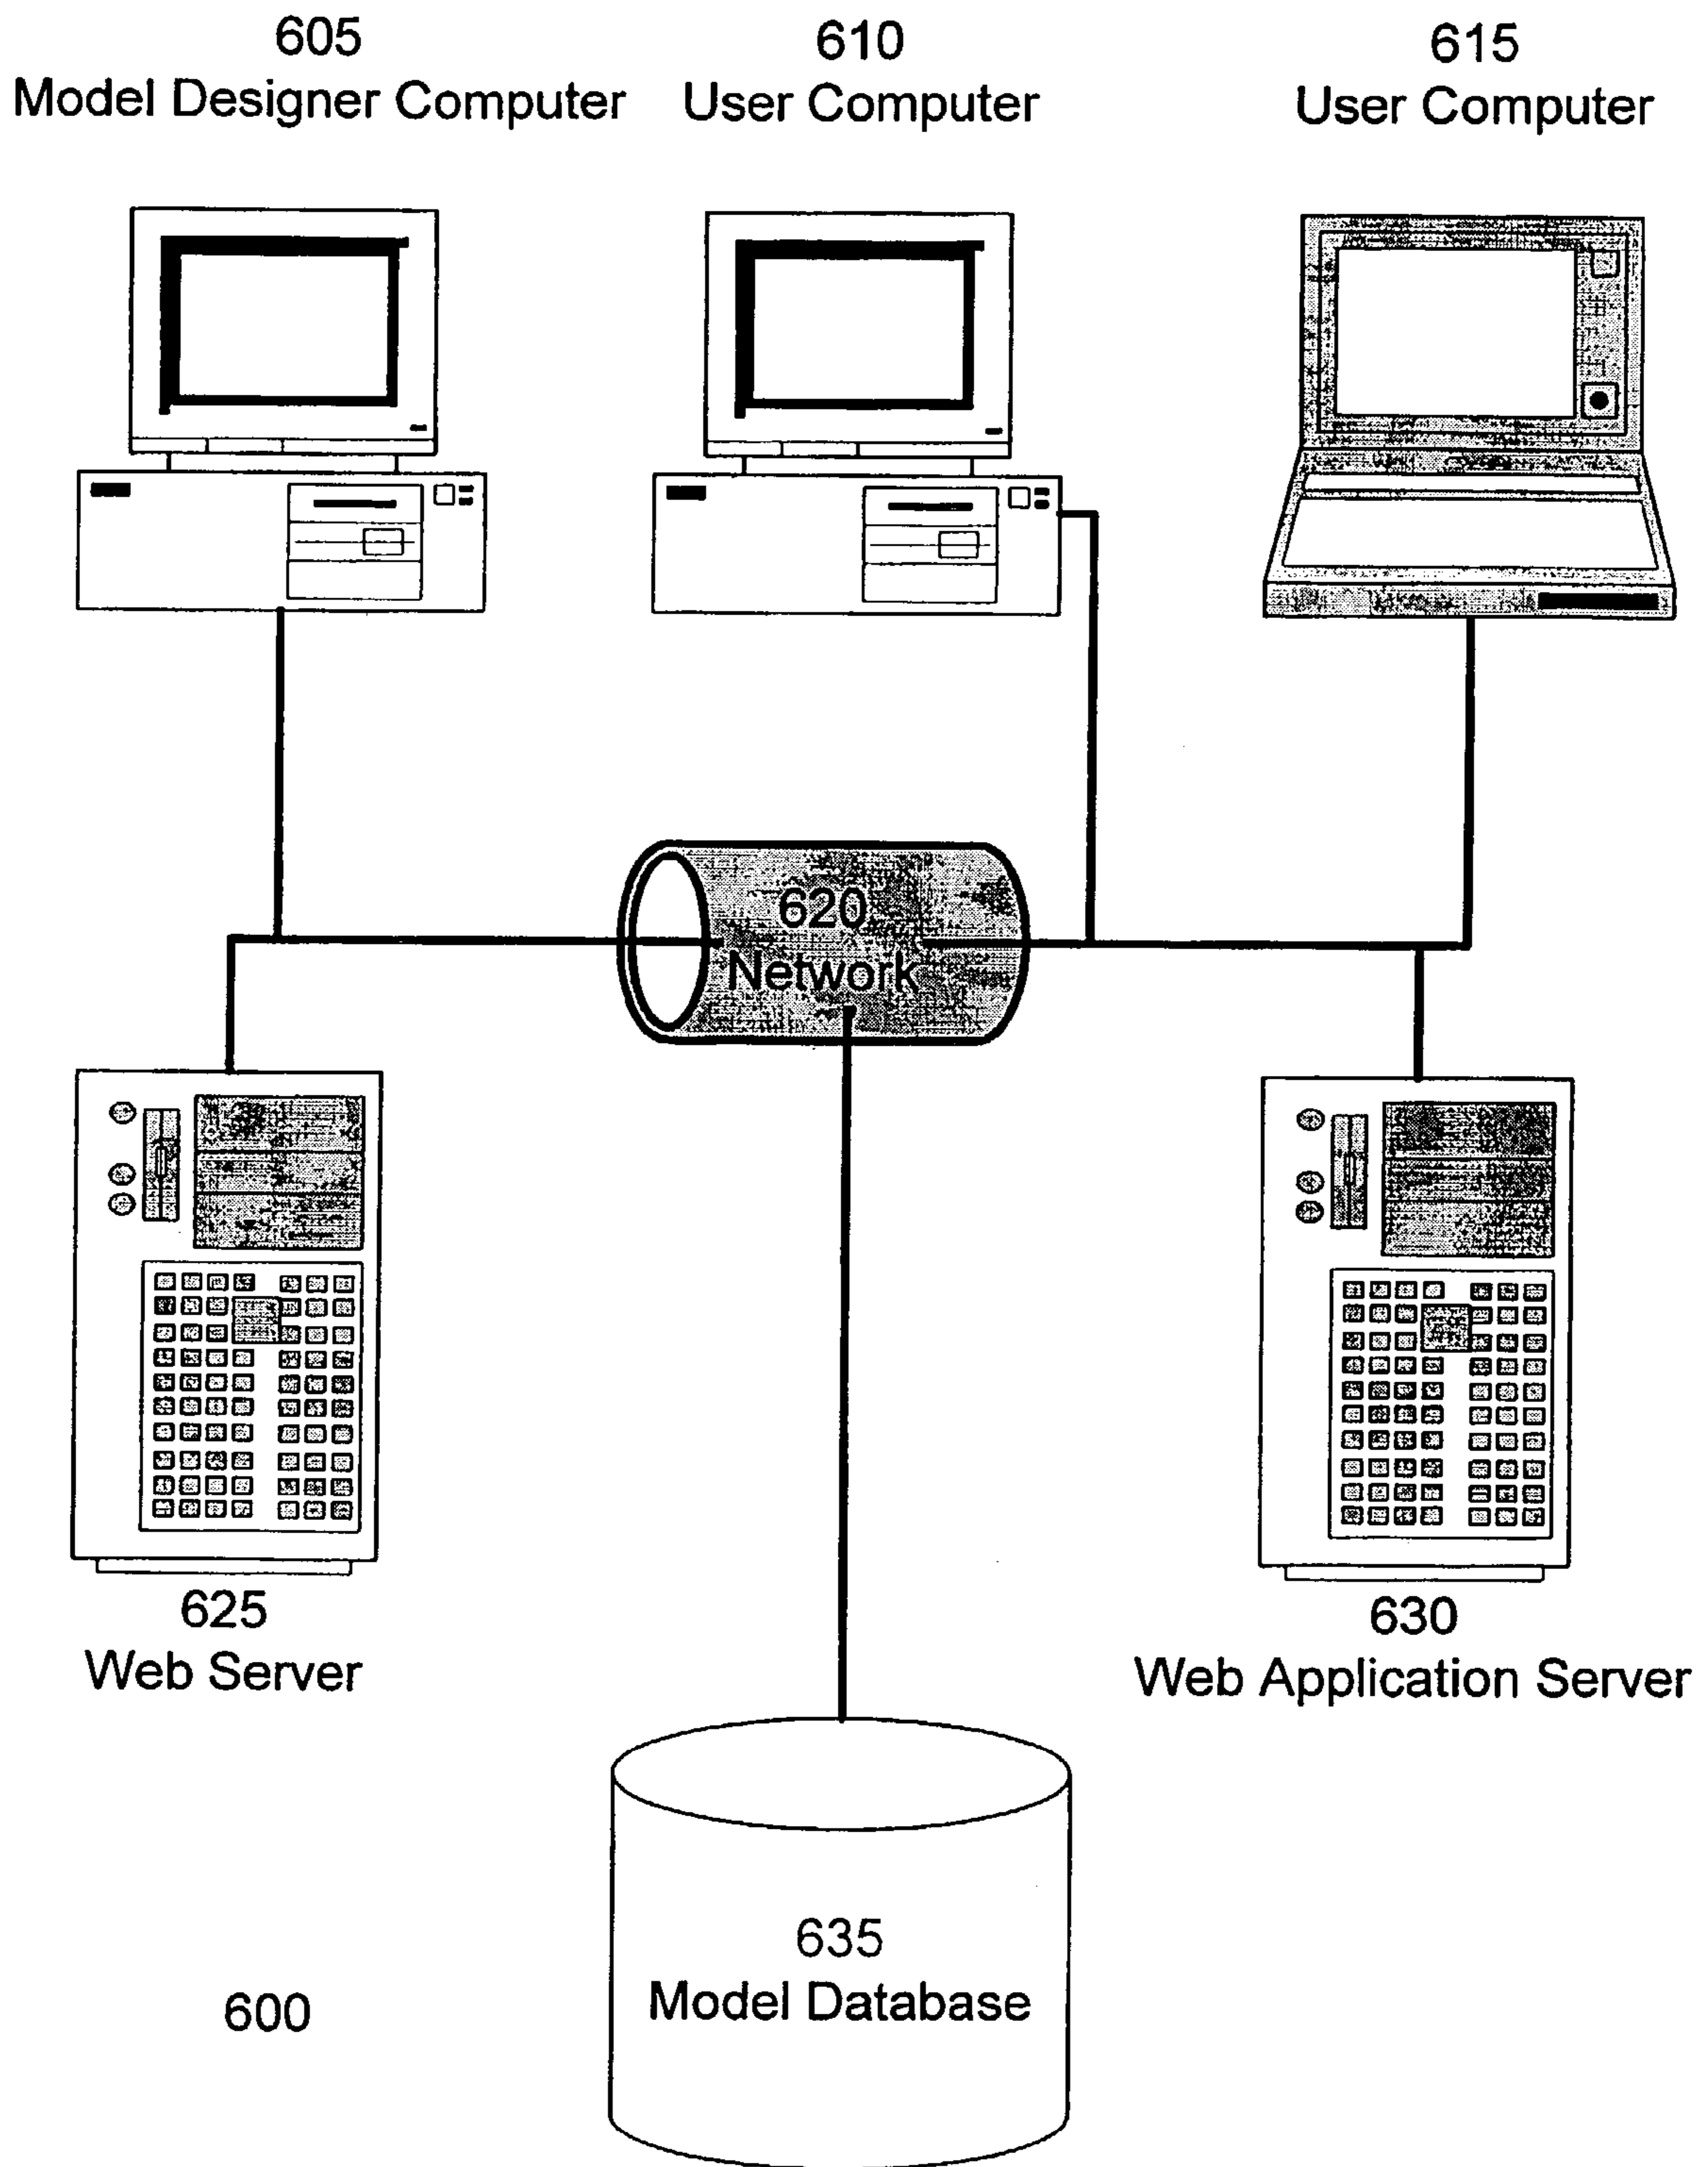 605
Model Designer Computer
610
User Computer
615
User Computer
620
Network
625
Web Server
630
Web Application Server
635
Model Database
600